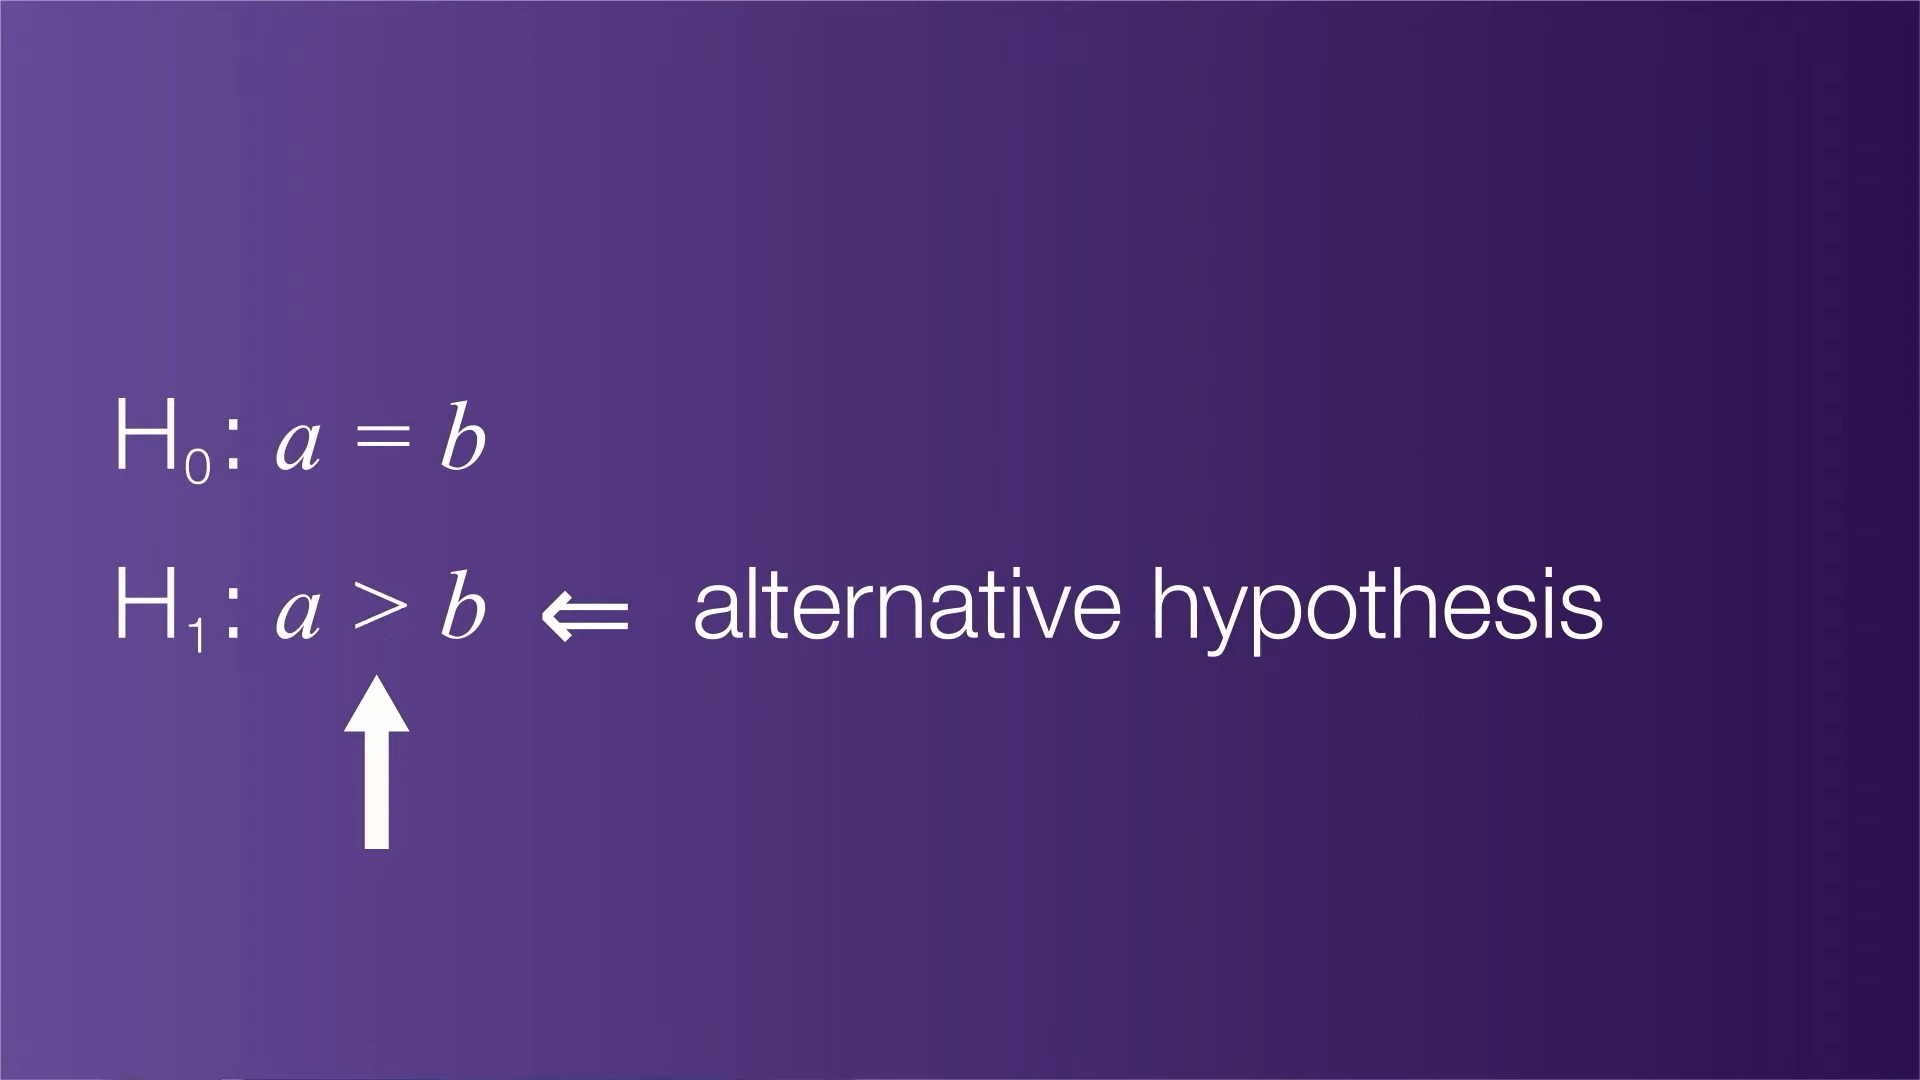 H₀: a = b
H₁: a > b ⇐ alternative hypothesis